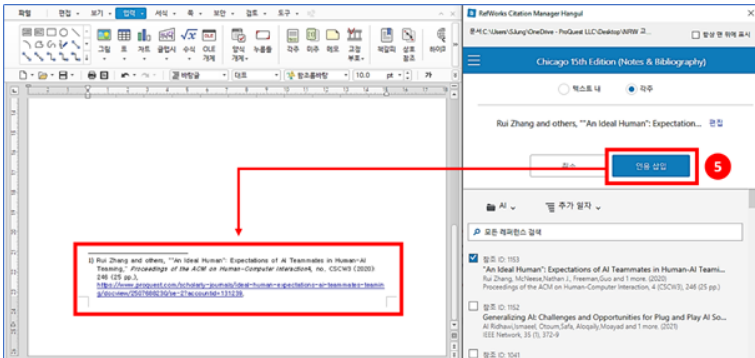 파일 편집 보기 입력 서식 쪽 보안 검토 도구
그림 표 차트 글맵시 수식 OLE 개체 양식 개체 누름틀 각주 미주 메모 교정 부호 책갈피 상호 참조 하이퍼
바탕글 대표 함초롬바탕 10.0 pt 가
1) Rui Zhang and others, ""An Ideal Human": Expectations of AI Teammates in Human-AI
Teaming," Proceedings of the ACM on Human-Computer Interaction4, no. CSCW3 (2020)
246 (25 pp.),
https://www.proquest.com/scholarly-journals/ideal-human-expectations-ai-teammates-teamin
g/docview/2507688230/se-2?accountid=131239.
RefWorks Citation Manager Hangul
문서:C:\Users\SJung\OneDrive - ProQuest LLC\Desktop\WRW 고...
항상 맨 위에 표시
Chicago 15th Edition (Notes & Bibliography)
텍스트 내 각주
Rui Zhang and others, ""An Ideal Human": Expectation... 편집
취소 인용 삽입 5
AI 추가 일자
모든 레퍼런스 검색
참조 ID: 1153
"An Ideal Human": Expectations of AI Teammates in Human-AI Teami...
Rui Zhang, McNeese,Nathan J., Freeman,Guo and 1 more. (2020)
Proceedings of the ACM on Human-Computer Interaction, 4 (CSCW3), 246 (25 pp.)
참조 ID: 1152
Generalizing AI: Challenges and Opportunities for Plug and Play AI So...
Al Ridhawi,Ismaeel, Otoum,Safa, Aloqaily,Moayad and 1 more. (2021)
IEEE Network, 35 (1), 372-9
참조 ID: 1041